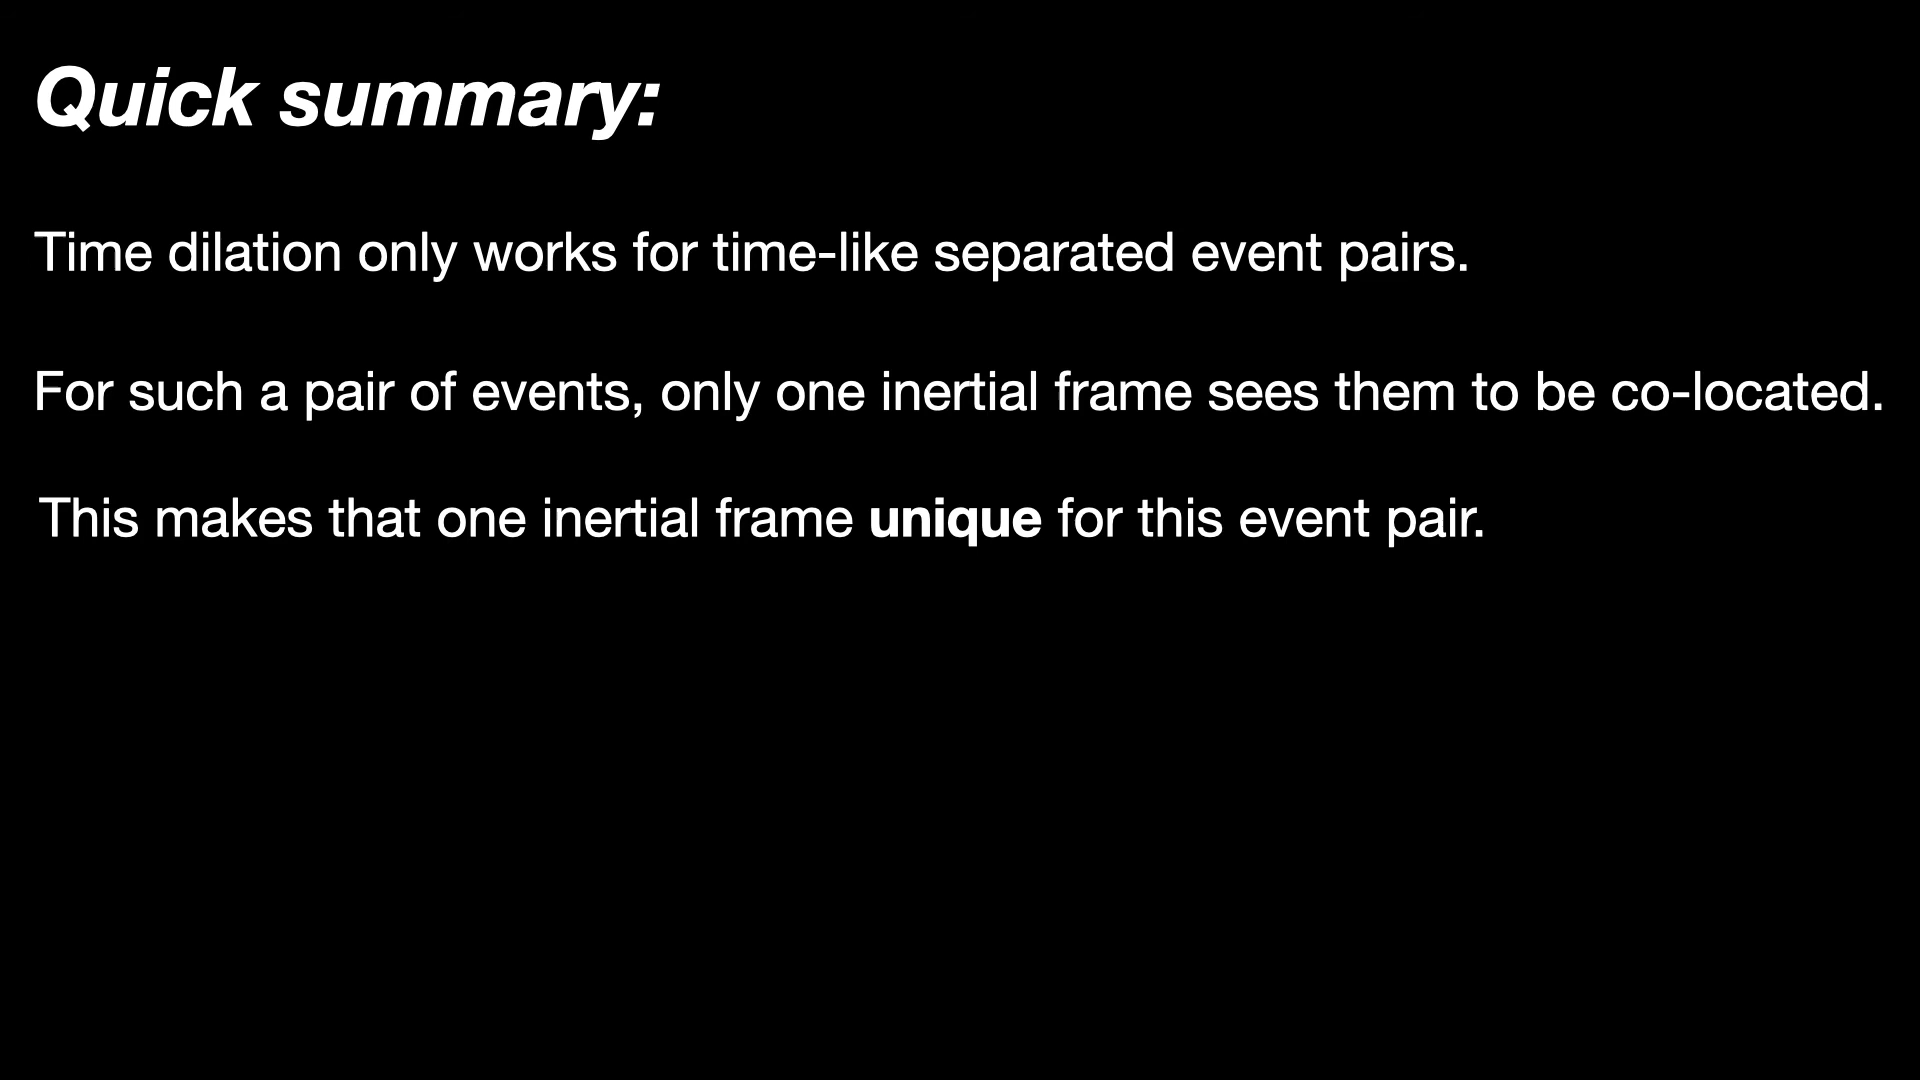 Quick summary:
Time dilation only works for time-like separated event pairs.
For such a pair of events, only one inertial frame sees them to be co-located.
This makes that one inertial frame unique for this event pair.